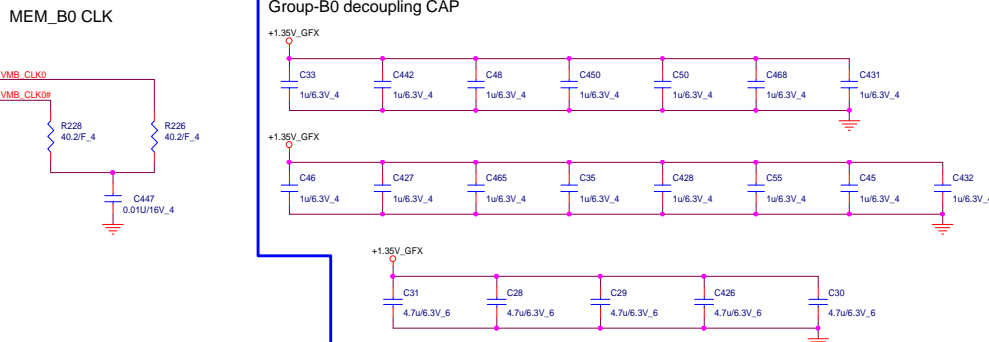 MEM_B0 CLK
VMB_CLK0
VMB_CLK0#
R228
40.2/F_4
R226
40.2/F_4
C447
0.01U/16V_4
Group-B0 decoupling CAP
+1.35V_GFX
C33
1u/6.3V_4
C442
1u/6.3V_4
C48
1u/6.3V_4
C450
1u/6.3V_4
C50
1u/6.3V_4
C468
1u/6.3V_4
C431
1u/6.3V_4
+1.35V_GFX
C46
1u/6.3V_4
C427
1u/6.3V_4
C465
1u/6.3V_4
C35
1u/6.3V_4
C428
1u/6.3V_4
C55
1u/6.3V_4
C45
1u/6.3V_4
C432
1u/6.3V_4
+1.35V_GFX
C31
4.7u/6.3V_6
C28
4.7u/6.3V_6
C29
4.7u/6.3V_6
C426
4.7u/6.3V_6
C30
4.7u/6.3V_6